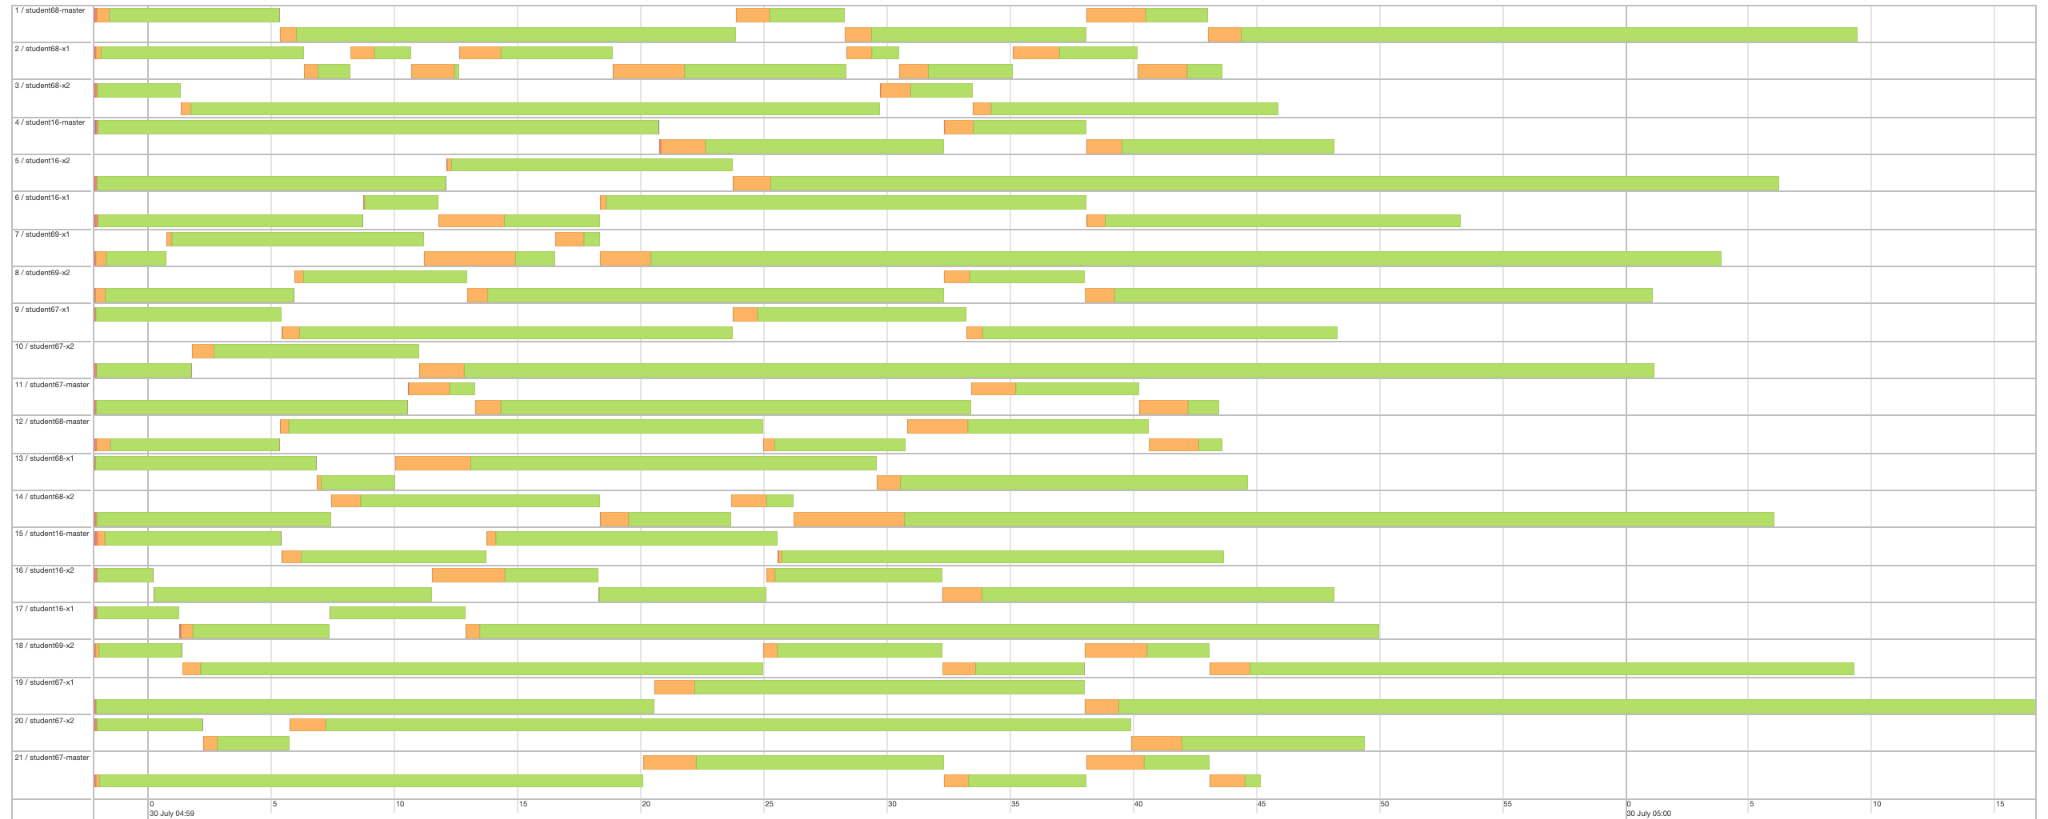 1 / student68-master
2 / student68-x1
3 / student68-x2
4 / student16-master
5 / student16-x2
6 / student16-x1
7 / student69-x1
8 / student69-x2
9 / student67-x1
10 / student67-x2
11 / student67-master
12 / student68-master
13 / student68-x1
14 / student68-x2
15 / student16-master
16 / student16-x2
17 / student16-x1
18 / student69-x2
19 / student67-x1
20 / student67-x2
21 / student67-master
0 5 10 15 20 25 30 35 40 45 50 55 0 5 10 15
30 July 04:59 30 July 05:00